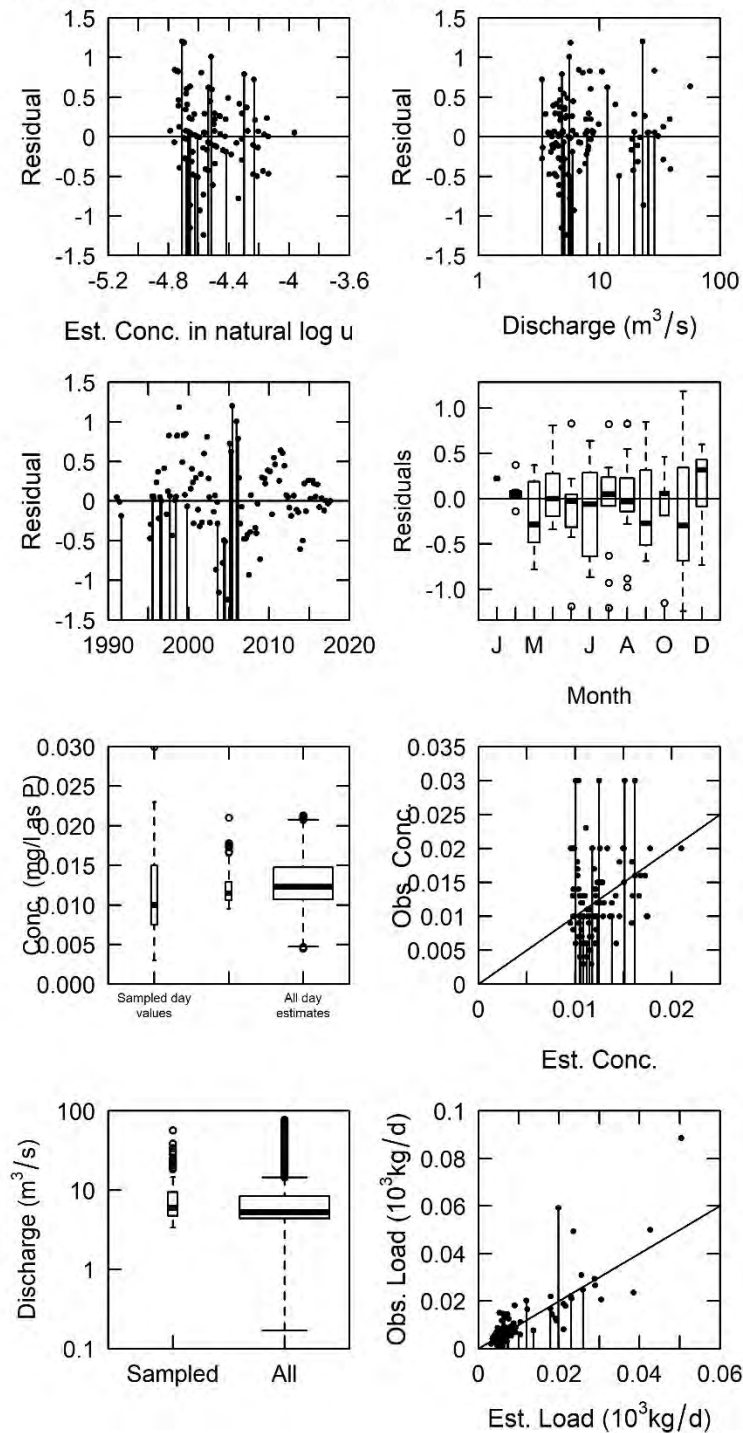 1.5
1
0.5
0
-0.5
-1
-1.5
Residual
-5.2 -4.8 -4.4 -4 -3.6
Est. Conc. in natural log u
1.5
1
0.5
0
-0.5
-1
-1.5
Residual
1 10 100
Discharge (m³/s)
1.5
1
0.5
0
-0.5
-1
-1.5
Residual
1990 2000 2010 2020
1.0
0.5
0.0
-0.5
-1.0
Residuals
J M J A O D
Month
0.030
0.025
0.020
0.015
0.010
0.005
0.000
Conc. (mg/l as P)
Sampled day
values
All day
estimates
0.035
0.03
0.025
0.02
0.015
0.01
0.005
0
Obs. Conc.
0 0.01 0.02
Est. Conc.
100
10
1
0.1
Discharge (m³/s)
Sampled All
0.1
0.08
0.06
0.04
0.02
0
Obs. Load (10³kg/d)
0 0.02 0.04 0.06
Est. Load (10³kg/d)